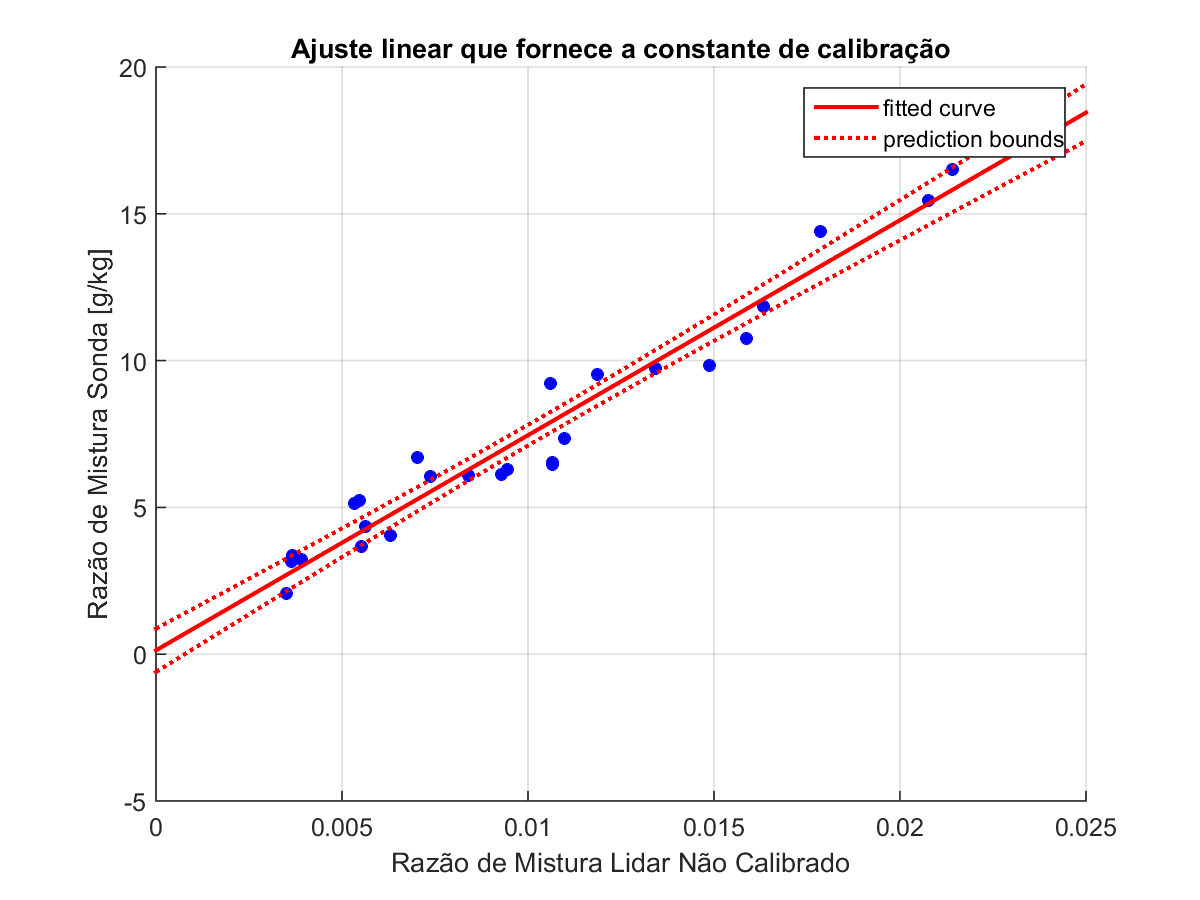 Ajuste linear que fornece a constante de calibração
20
fitted curve
prediction bounds
15
10
5
0
-5
Razão de Mistura Sonda [g/kg]
0 0.005 0.01 0.015 0.02 0.025
Razão de Mistura Lidar Não Calibrado